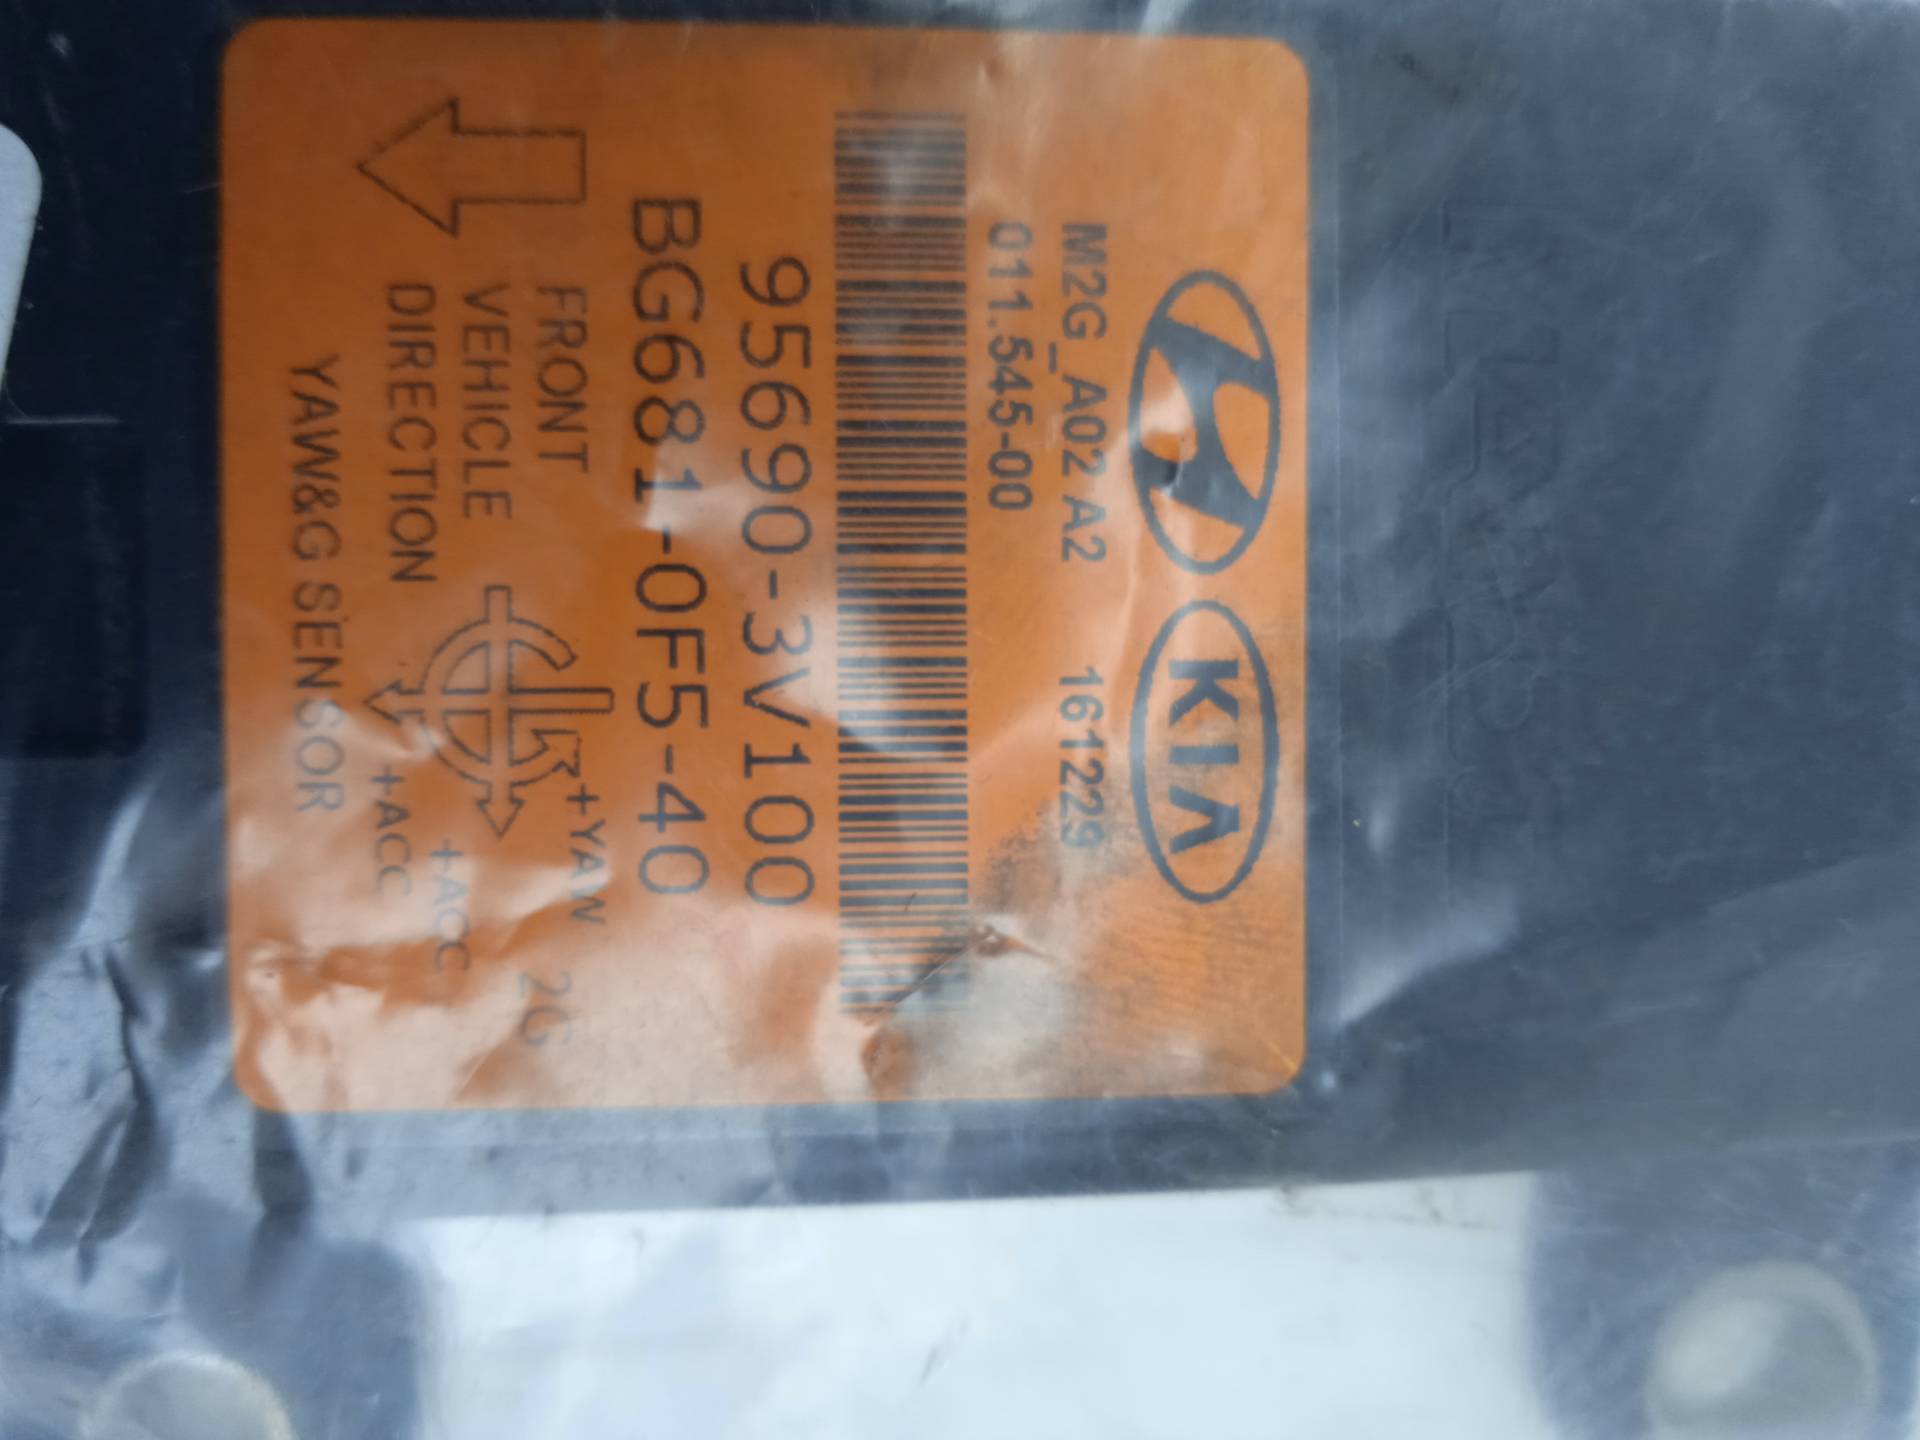 KIA
M2G_A02 A2 161229
011.545-00
95690-3V100
BG681-0F5-40
FRONT
VEHICLE
DIRECTION
+YAW
2G
+ACC
+ACC
YAW&G SENSOR